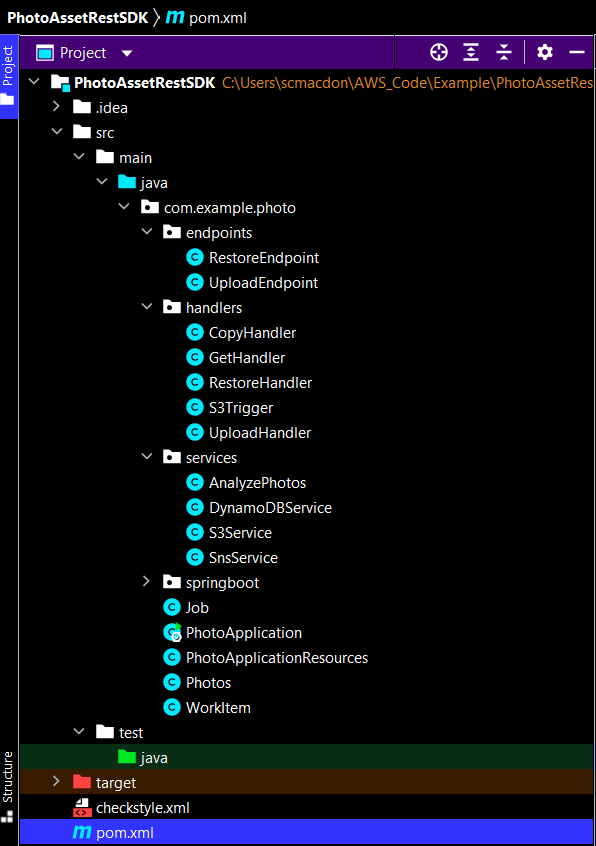 PhotoAssetRestSDK pom.xml
Project
Project
PhotoAssetRestSDK C:\Users\scmacdon\AWS_Code\Example\PhotoAssetRes
.idea
src
main
java
com.example.photo
endpoints
RestoreEndpoint
UploadEndpoint
handlers
CopyHandler
GetHandler
RestoreHandler
S3Trigger
UploadHandler
services
AnalyzePhotos
DynamoDBService
S3Service
SnsService
springboot
Job
PhotoApplication
PhotoApplicationResources
Photos
WorkItem
test
java
Structure
target
checkstyle.xml
pom.xml